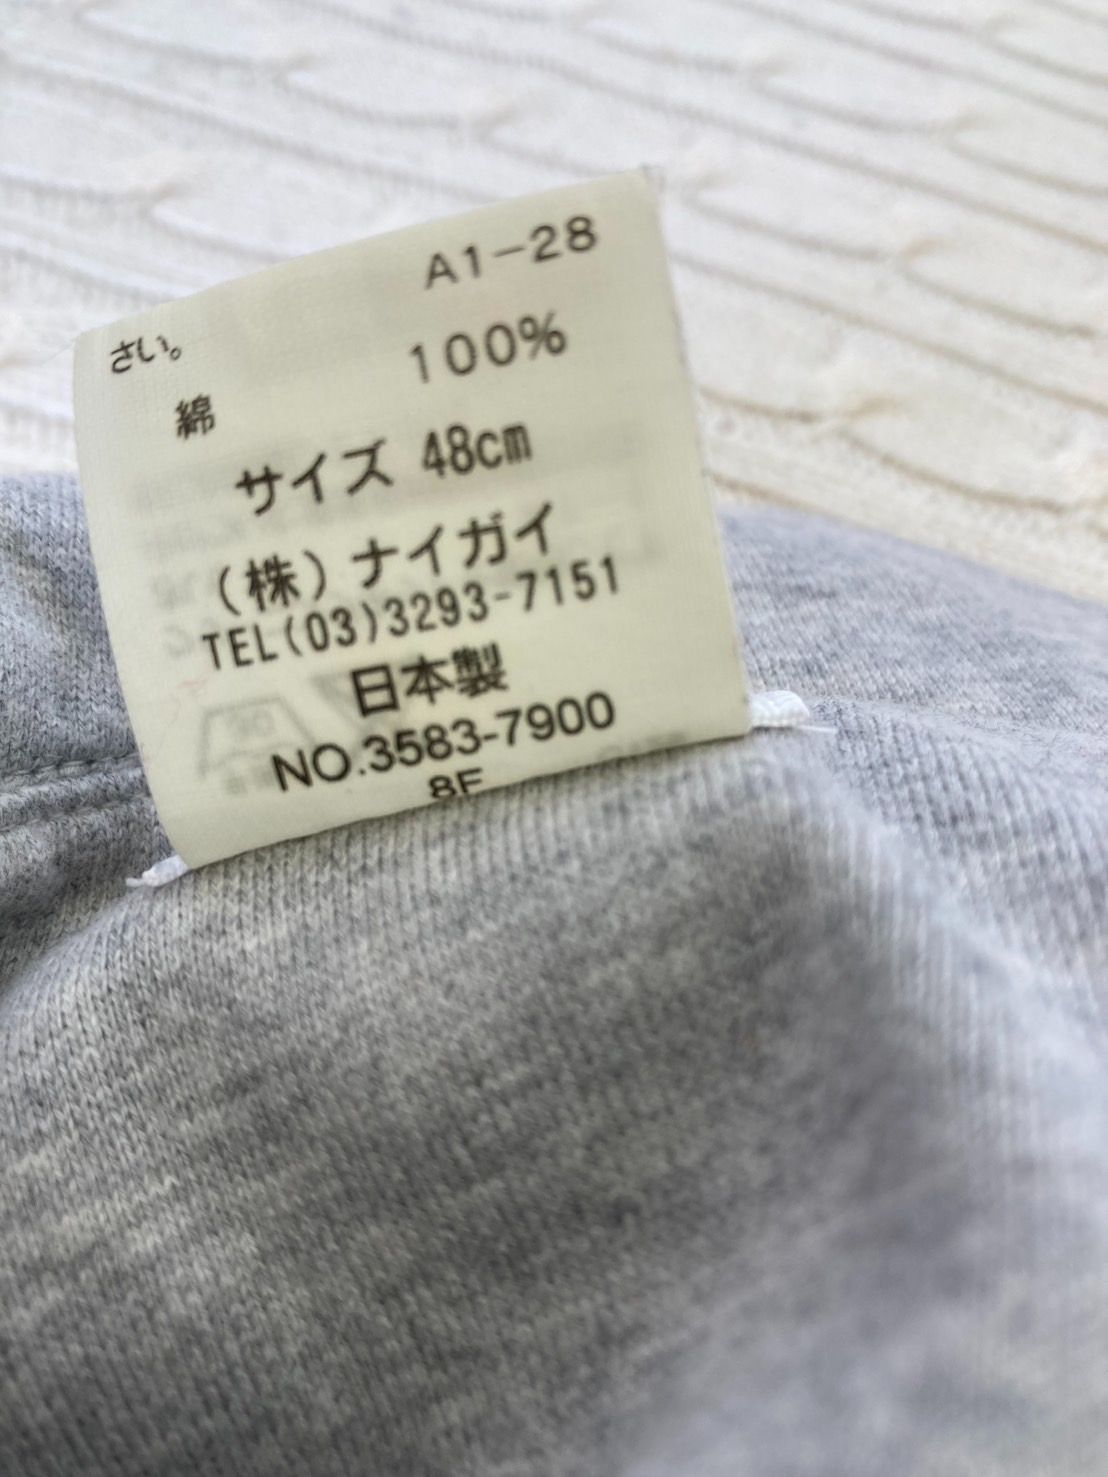 A1-28
さい。
綿 100%
サイズ 48cm
(株)ナイガイ
TEL(03)3293-7151
日本製
NO.3583-7900
8F